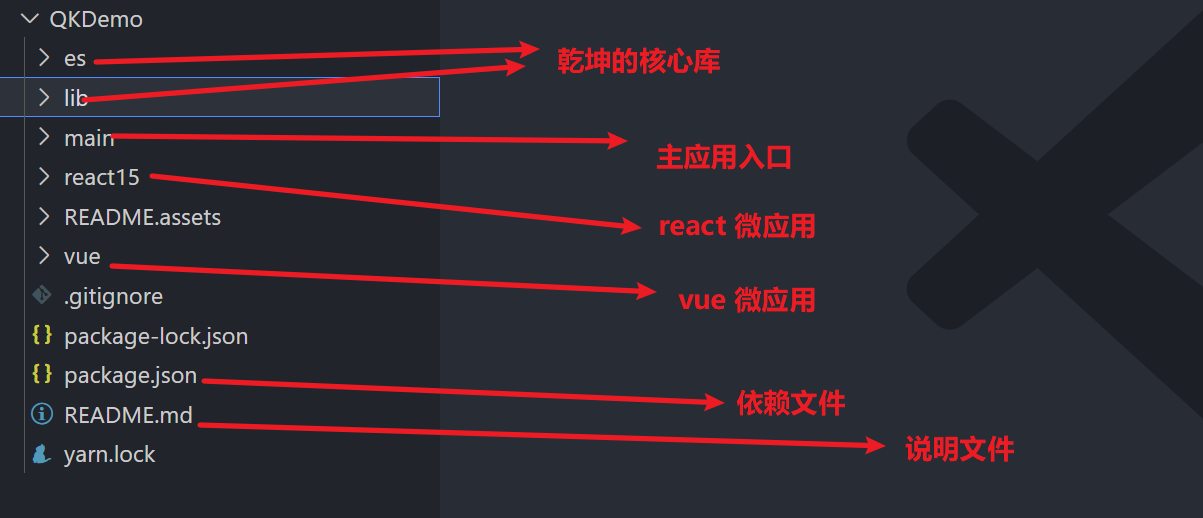 QKDemo
es
乾坤的核心库
lib
main
主应用入口
react15
react 微应用
README.assets
vue
vue 微应用
.gitignore
package-lock.json
package.json
依赖文件
README.md
说明文件
yarn.lock